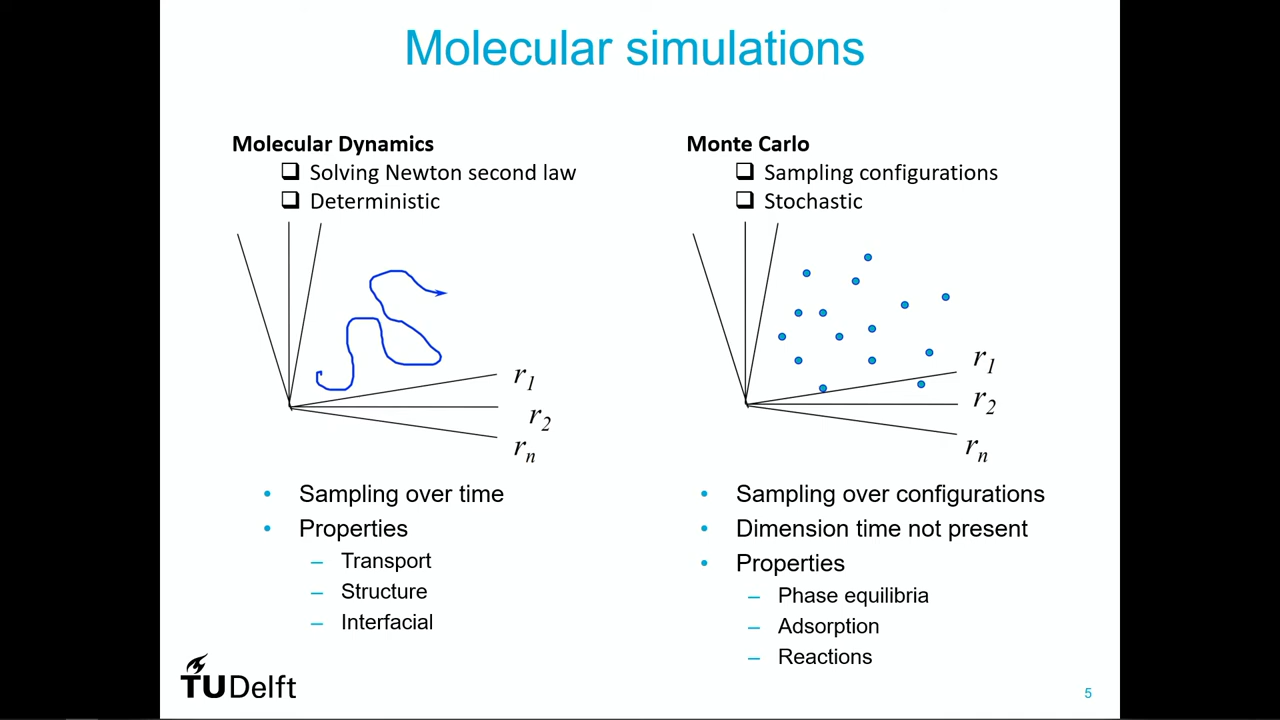 Molecular simulations
Molecular Dynamics
❑ Solving Newton second law
❑ Deterministic
r1
r2
rn
• Sampling over time
• Properties
– Transport
– Structure
– Interfacial
Monte Carlo
❑ Sampling configurations
❑ Stochastic
r1
r2
rn
• Sampling over configurations
• Dimension time not present
• Properties
– Phase equilibria
– Adsorption
– Reactions
TUDelft
5